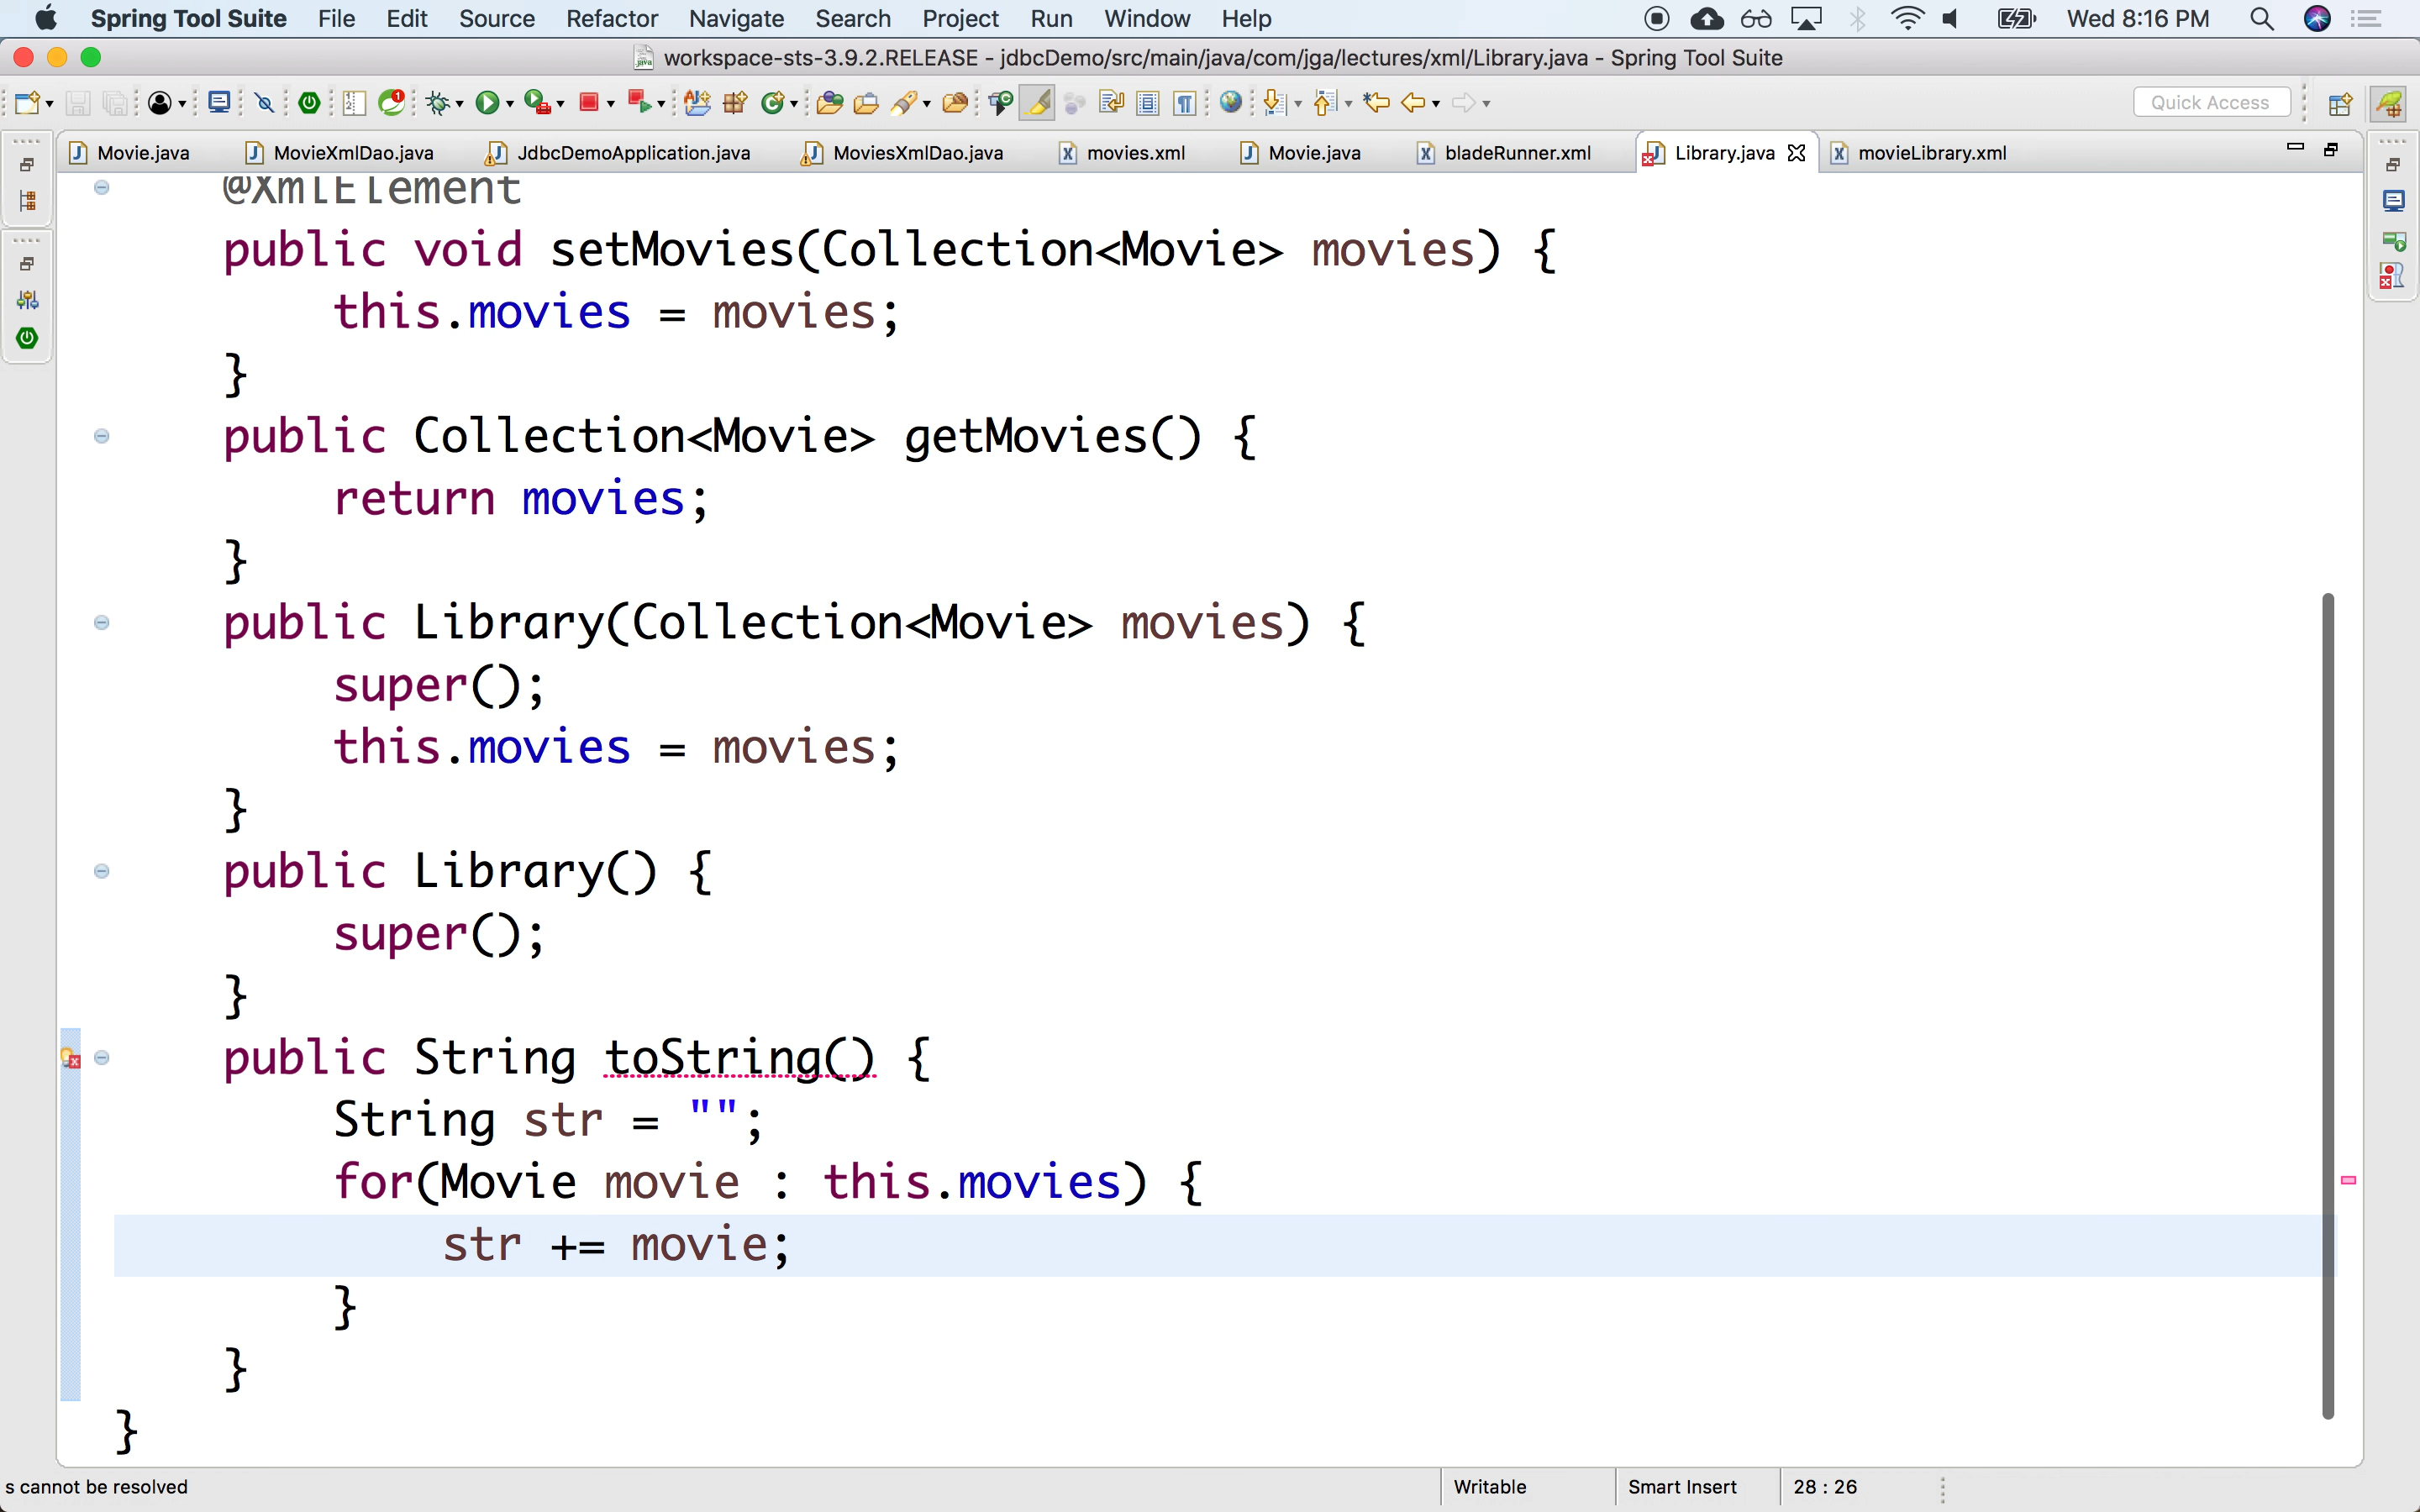 Spring Tool Suite File Edit Source Refactor Navigate Search Project Run Window Help Wed 8:16 PM
workspace-sts-3.9.2.RELEASE - jdbcDemo/src/main/java/com/jga/lectures/xml/Library.java - Spring Tool Suite
Quick Access
Movie.java MovieXmlDao.java JdbcDemoApplication.java MoviesXmlDao.java movies.xml Movie.java bladeRunner.xml Library.java movieLibrary.xml
@XmlElement
public void setMovies(Collection<Movie> movies) {
this.movies = movies;
}
public Collection<Movie> getMovies() {
return movies;
}
public Library(Collection<Movie> movies) {
super();
this.movies = movies;
}
public Library() {
super();
}
public String toString() {
String str = "";
for(Movie movie : this.movies) {
str += movie;
}
}
}
s cannot be resolved Writable Smart Insert 28 : 26